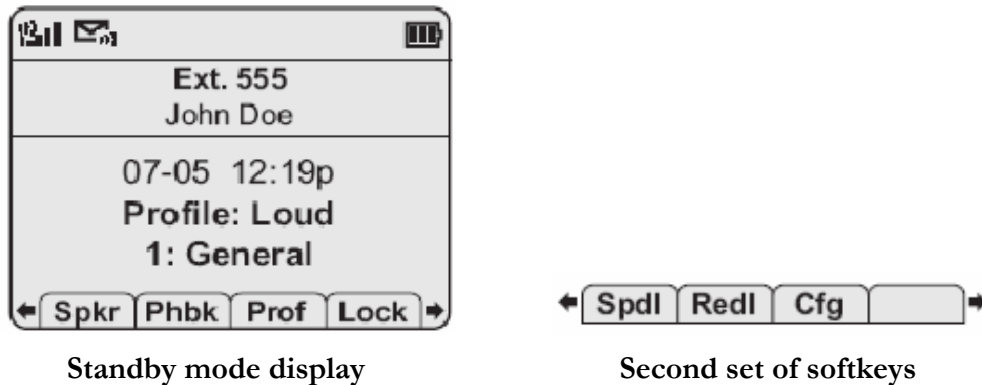 Ext. 555
John Doe
07-05 12:19p
Profile: Loud
1: General
Spkr Phbk Prof Lock
Spdl Redl Cfg
Standby mode display
Second set of softkeys